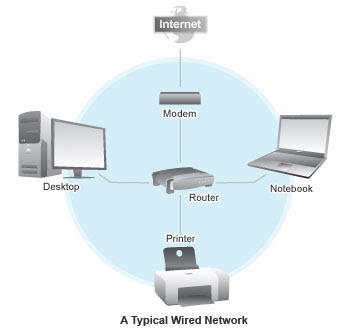 Internet
Modem
Desktop
Notebook
Router
Printer
A Typical Wired Network